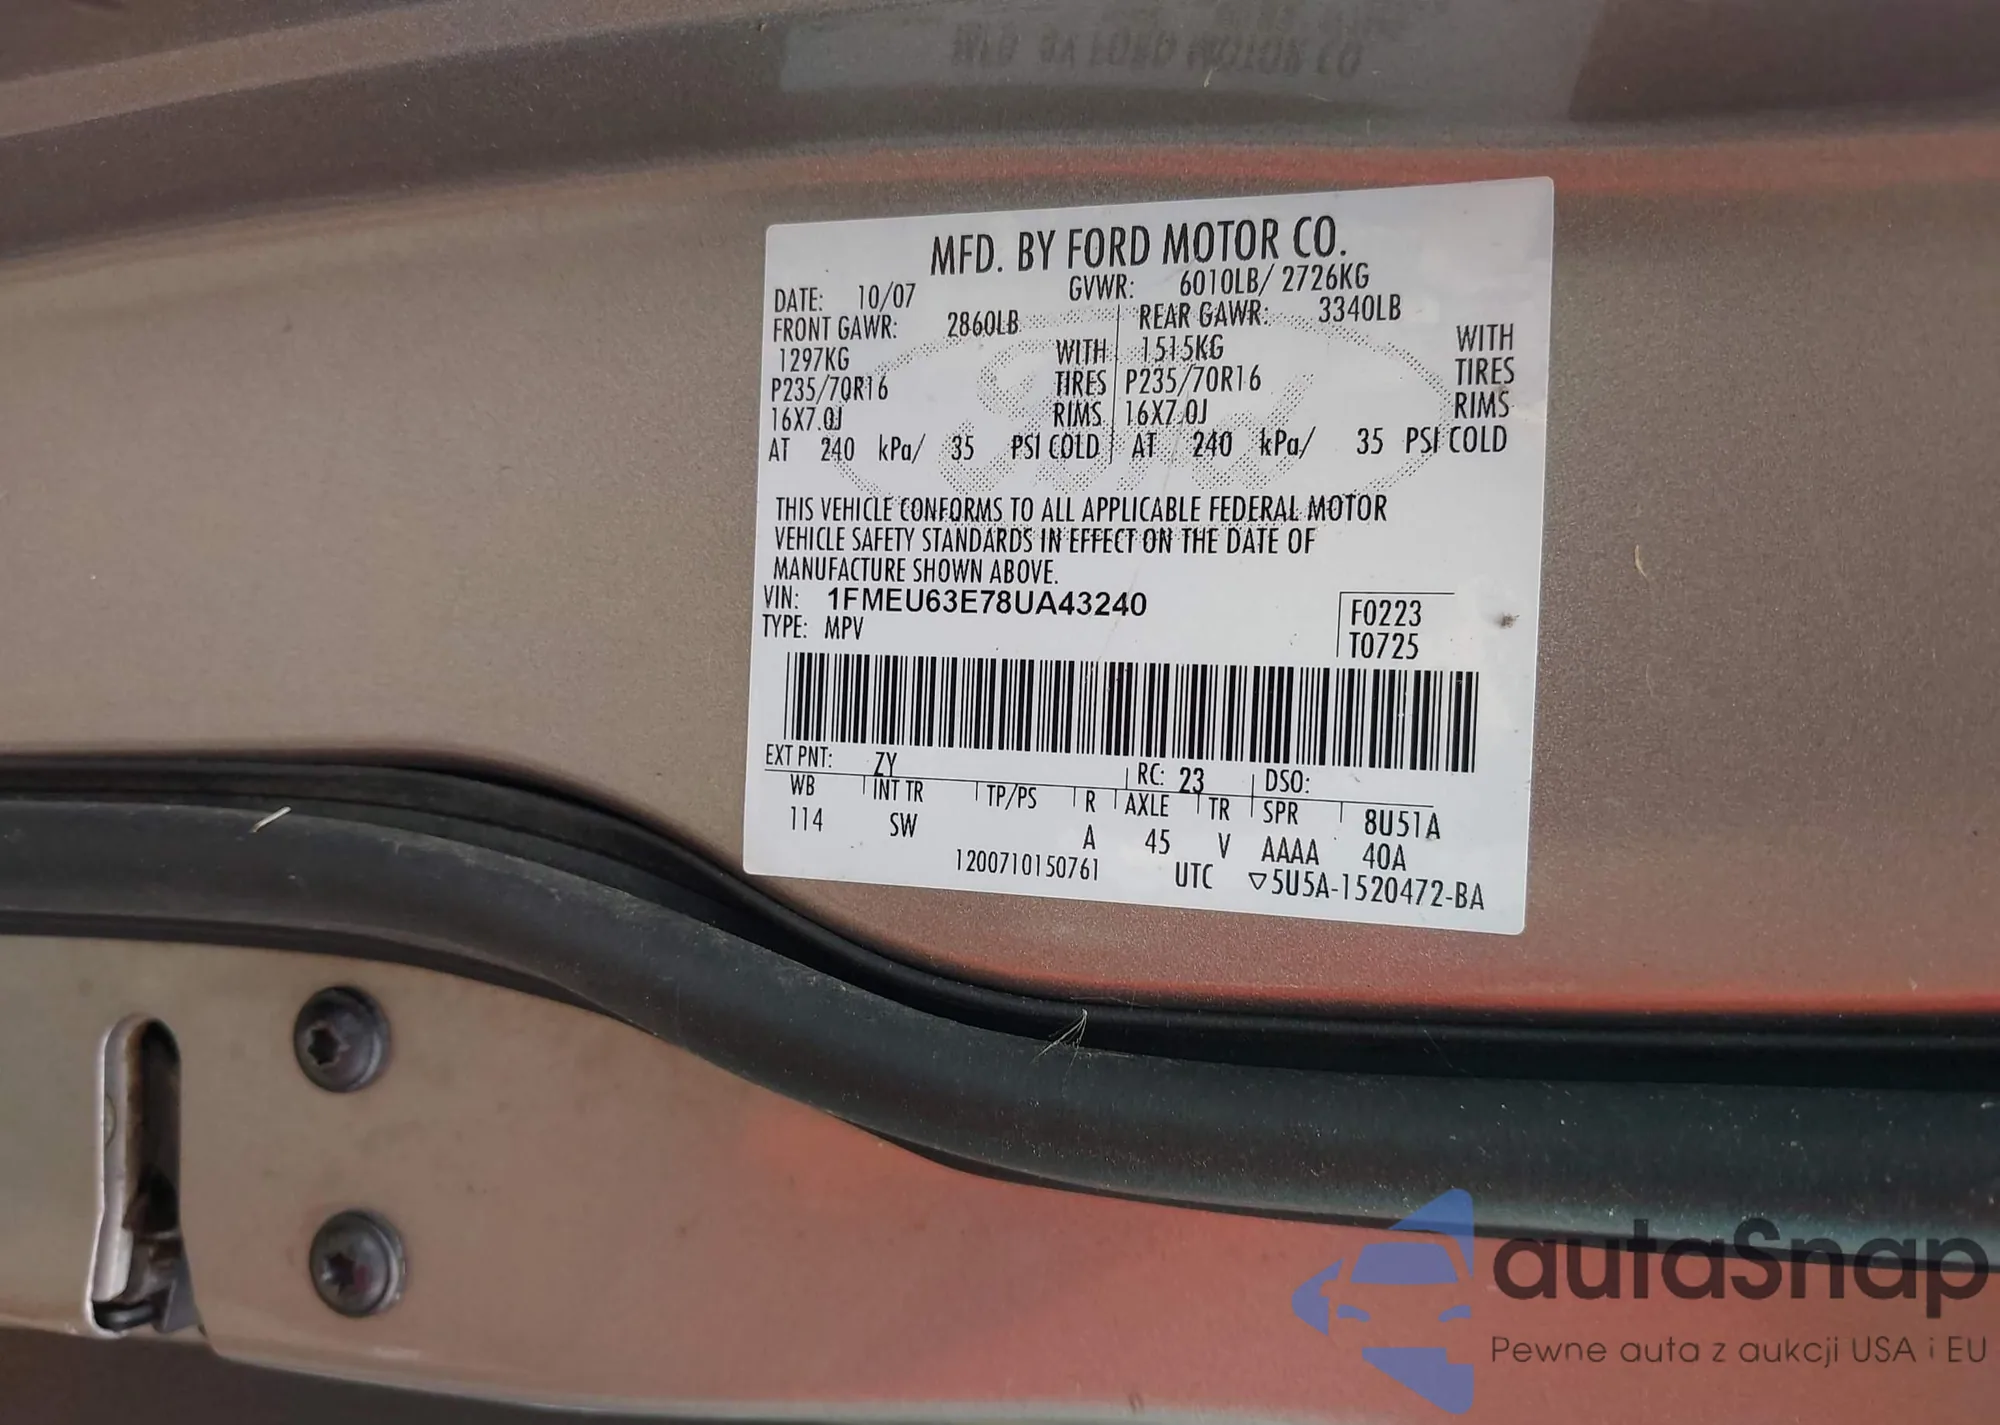 MFD. BY FORD MOTOR CO.
DATE: 10/07 GVWR: 6010LB/ 2726KG
FRONT GAWR: 2860LB REAR GAWR: 3340LB
1297KG WITH 1515KG WITH
P235/70R16 TIRES P235/70R16 TIRES
16X7.0J RIMS 16X7.0J RIMS
AT 240 kPa/ 35 PSI COLD AT 240 kPa/ 35 PSI COLD
THIS VEHICLE CONFORMS TO ALL APPLICABLE FEDERAL MOTOR
VEHICLE SAFETY STANDARDS IN EFFECT ON THE DATE OF
MANUFACTURE SHOWN ABOVE.
VIN: 1FMEU63E78UA43240 F0223
TYPE: MPV T0725
EXT PNT: ZY RC: 23 DSO:
WB INT TR TP/PS R AXLE TR SPR 8U51A
114 SW A 45 V AAAA 40A
1200710150761 UTC ▽5U5A-1520472-BA
autaSnap
Pewne auta z aukcji USA i EU